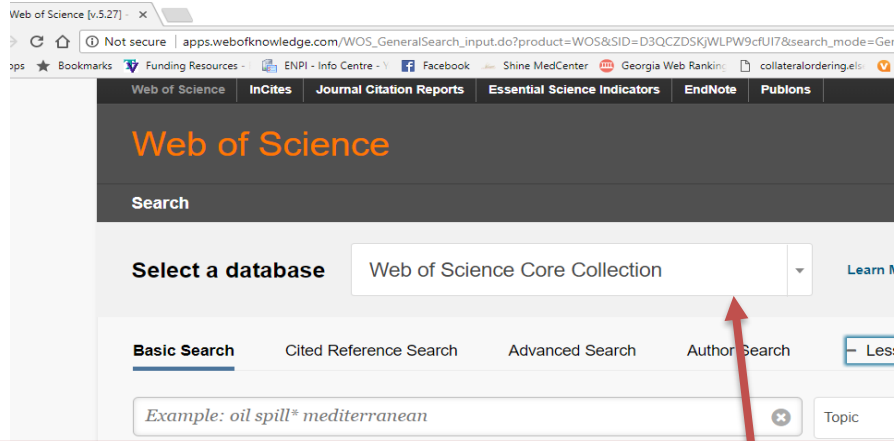 Web of Science [v.5.27] -
Not secure | apps.webofknowledge.com/WOS_GeneralSearch_input.do?product=WOS&SID=D3QCZDSKjWLPW9cfUI7&search_mode=Ge
Bookmarks Funding Resources - ENPI - Info Centre - Facebook Shine MedCenter Georgia Web Ranking collateralordering.els
Web of Science InCites Journal Citation Reports Essential Science Indicators EndNote Publons
Web of Science
Search
Select a database Web of Science Core Collection Learn
Basic Search Cited Reference Search Advanced Search Author Search Less
Example: oil spill* mediterranean Topic